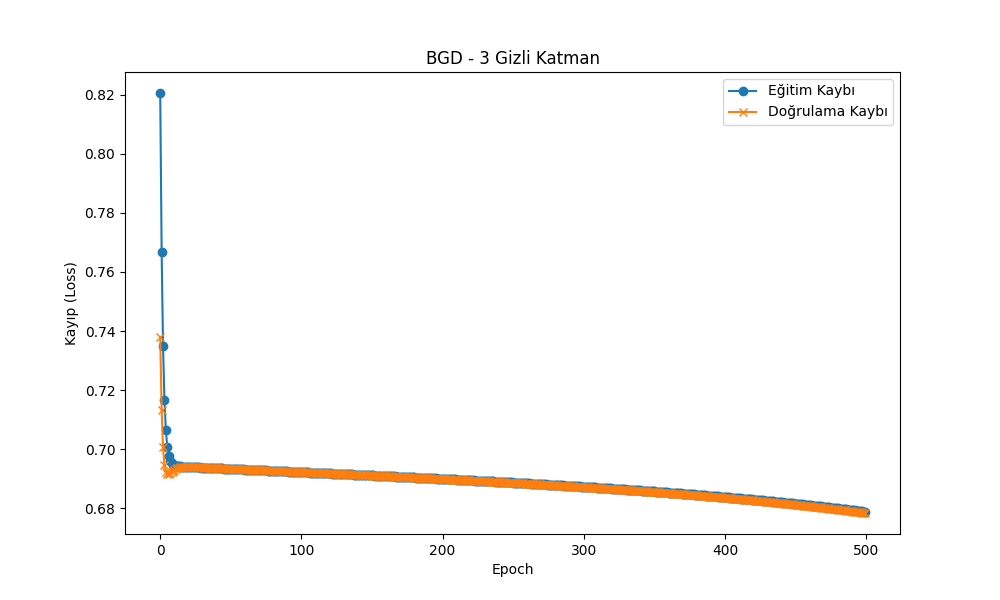 BGD - 3 Gizli Katman
Eğitim Kaybı
Doğrulama Kaybı
Kayıp (Loss)
0.82
0.80
0.78
0.76
0.74
0.72
0.70
0.68
0
100
200
300
400
500
Epoch